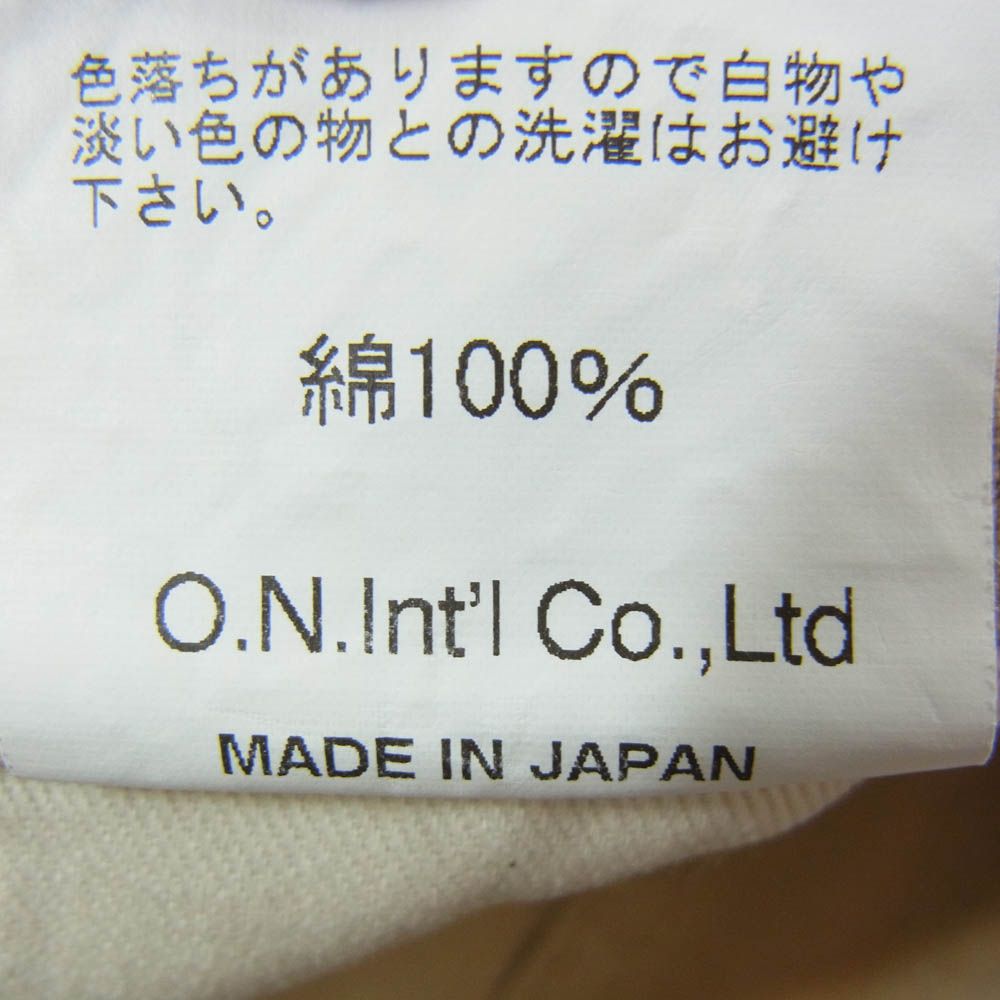 色落ちがありますので白物や
淡い色の物との洗濯はお避け
下さい。
綿100%
O.N.Int'l Co.,Ltd
MADE IN JAPAN